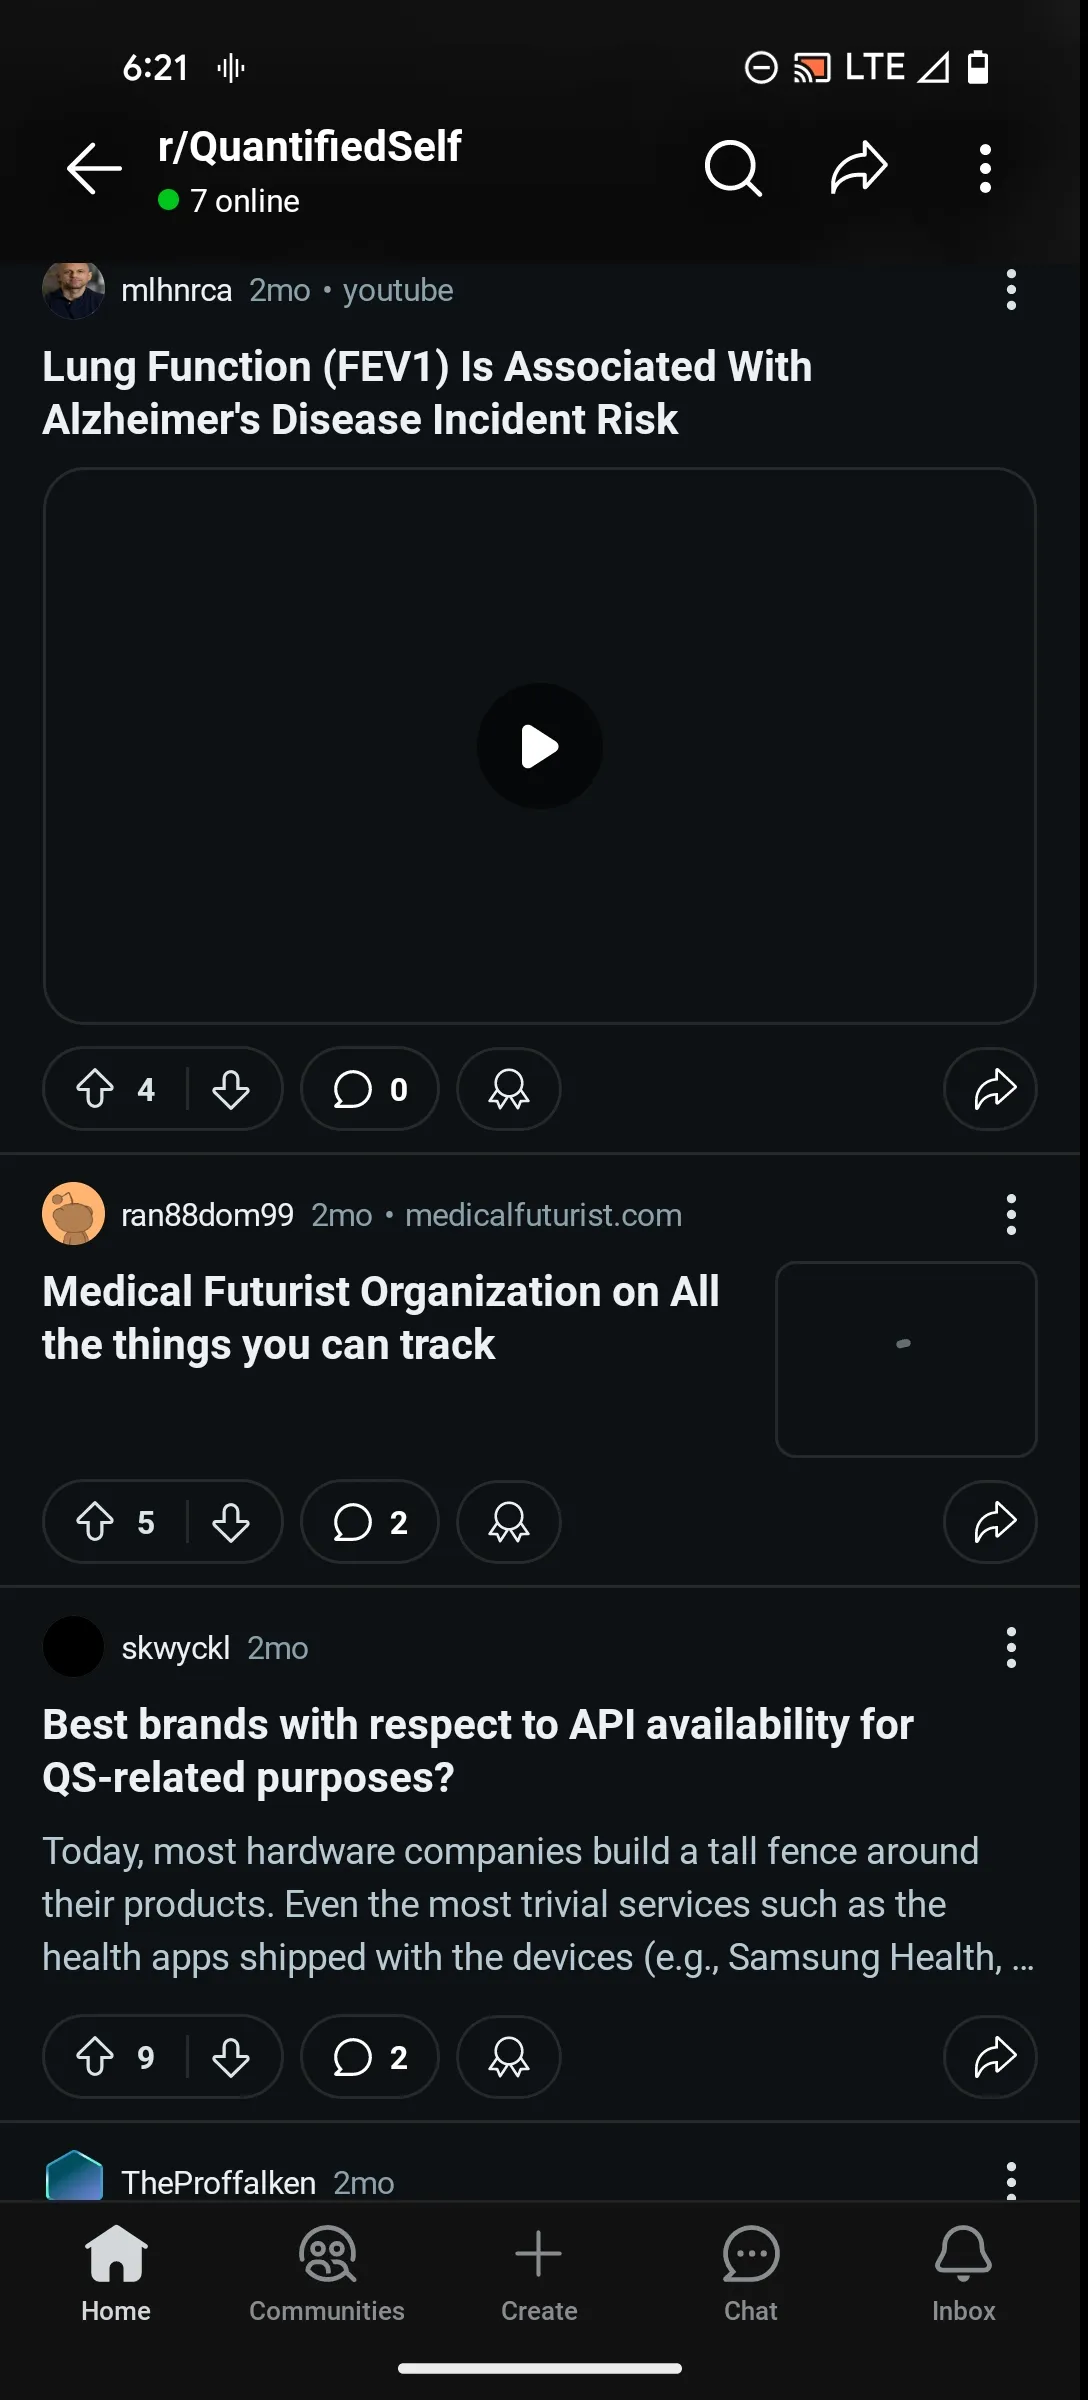 6:21
LTE
r/QuantifiedSelf
7 online
mlhnrca 2mo • youtube
Lung Function (FEV1) Is Associated With
Alzheimer's Disease Incident Risk
4
0
ran88dom99 2mo • medicalfuturist.com
Medical Futurist Organization on All
the things you can track
5
2
skwyckl 2mo
Best brands with respect to API availability for
QS-related purposes?
Today, most hardware companies build a tall fence around
their products. Even the most trivial services such as the
health apps shipped with the devices (e.g., Samsung Health, ...
9
2
TheProffalken 2mo
Home
Communities
Create
Chat
Inbox